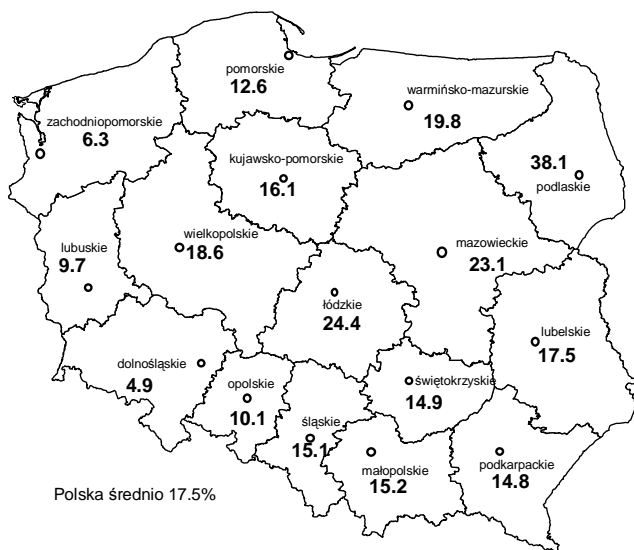 pomorskie
12.6
warmińsko-mazurskie
19.8
zachodniopomorskie
6.3
kujawsko-pomorskie
16.1
38.1
podlaskie
wielkopolskie
18.6
lubuskie
9.7
mazowieckie
23.1
łódzkie
24.4
lubelskie
17.5
dolnośląskie
4.9
opolskie
10.1
świętokrzyskie
14.9
śląskie
15.1
małopolskie
15.2
podkarpackie
14.8
Polska średnio 17.5%